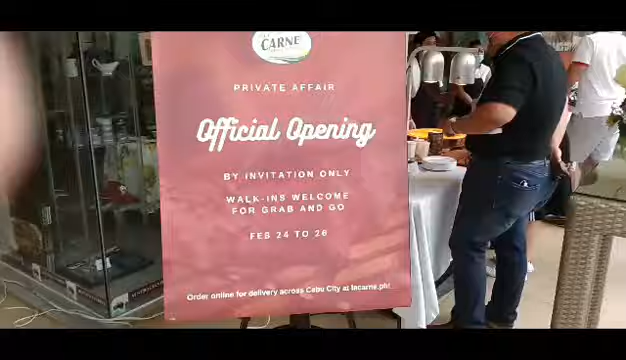 CARNE
PRIVATE AFFAIR
Official Opening
BY INVITATION ONLY
WALK-INS WELCOME
FOR GRAB AND GO
FEB 24 TO 26
Order online for delivery across Cebu City at lacarne.ph!